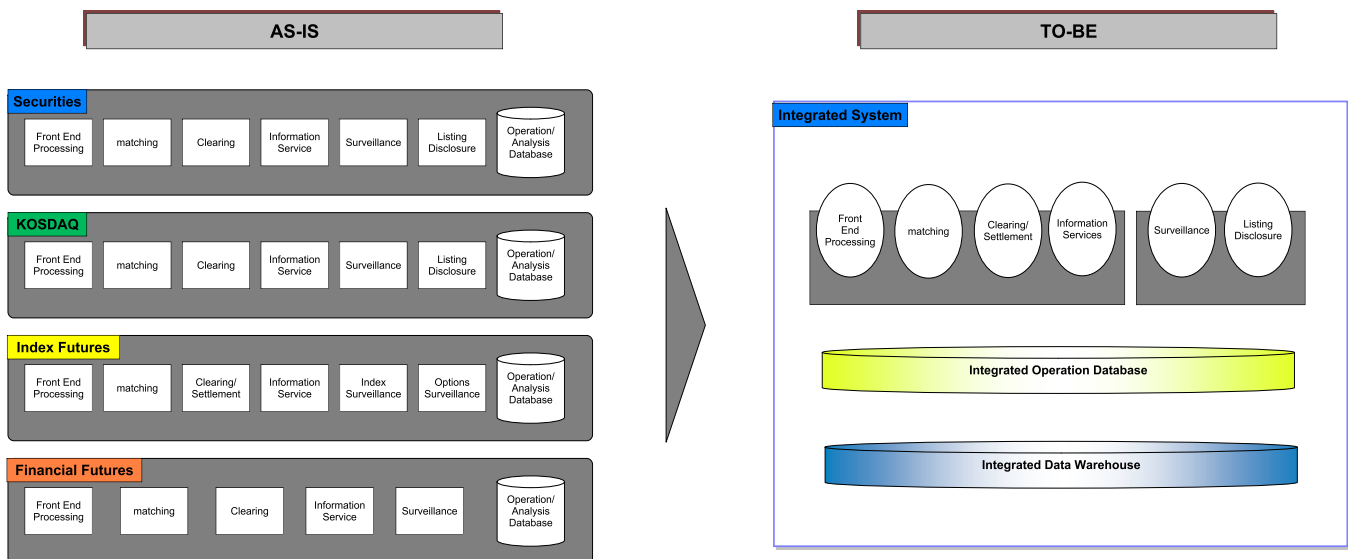 AS-IS
TO-BE
Securities
Front End
Processing
matching
Clearing
Information
Service
Surveillance
Listing
Disclosure
Operation/
Analysis
Database
KOSDAQ
Front End
Processing
matching
Clearing
Information
Service
Surveillance
Listing
Disclosure
Operation/
Analysis
Database
Index Futures
Front End
Processing
matching
Clearing/
Settlement
Information
Service
Index
Surveillance
Options
Surveillance
Operation/
Analysis
Database
Financial Futures
Front End
Processing
matching
Clearing
Information
Service
Surveillance
Operation/
Analysis
Database
Integrated System
Front
End
Processing
matching
Clearing/
Settlement
Information
Services
Surveillance
Listing
Disclosure
Integrated Operation Database
Integrated Data Warehouse